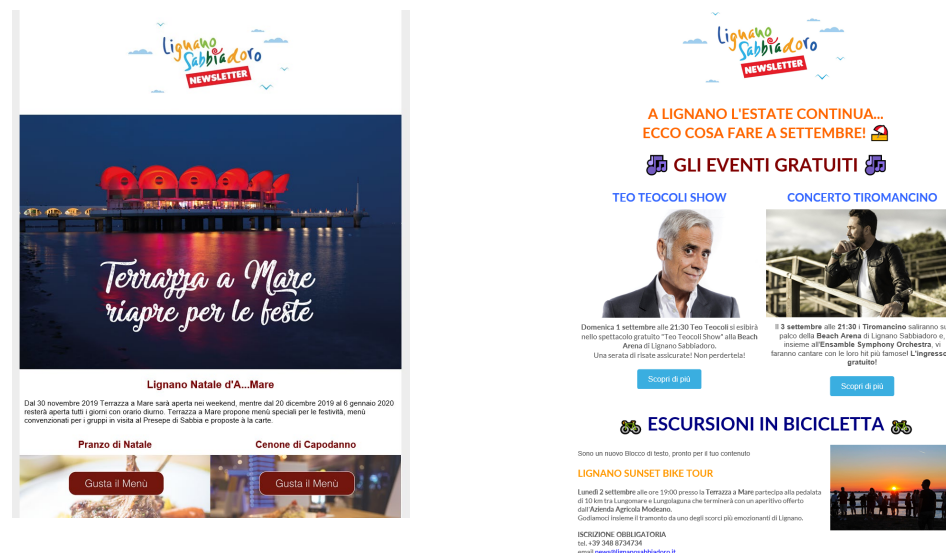 Lignano
Sabbiadoro
NEWSLETTER
Terrazza a Mare
riapre per le feste
Lignano Natale d'A...Mare
Dal 30 novembre 2019 Terrazza a Mare sarà aperta nei weekend, mentre dal 20 dicembre 2019 al 6 gennaio 2020
resterà aperta tutti i giorni con orario diurno. Terrazza a Mare propone menù speciali per le festività, menù
convenzionati per i gruppi in visita al Presepe di Sabbia e proposte à la carte.
Pranzo di Natale
Cenone di Capodanno
Gusta il Menù
Gusta il Menù
Lignano
Sabbiadoro
NEWSLETTER
A LIGNANO L'ESTATE CONTINUA...
ECCO COSA FARE A SETTEMBRE!
GLI EVENTI GRATUITI
TEO TEOCOLI SHOW
Domenica 1 settembre alle 21:30 Teo Teocoli si esibirà
nello spettacolo gratuito "Teo Teocoli Show" alla Beach
Arena di Lignano Sabbiadoro.
Una serata di risate assicurate! Non perdertela!
Scopri di più
CONCERTO TIROMANCINO
Il 3 settembre alle 21:30 i Tiromancino saliranno su
palco della Beach Arena di Lignano Sabbiadoro e,
insieme all'Ensamble Symphony Orchestra, vi
faranno cantare con le loro hit più famose! L'ingresso
gratuito!
Scopri di più
ESCURSIONI IN BICICLETTA
Sono un nuovo Blocco di testo, pronto per il tuo contenuto
LIGNANO SUNSET BIKE TOUR
Lunedì 2 settembre alle ore 19:00 presso la Terrazza a Mare partecipa alla pedalata
di 10 km tra Lungomare e Lungolaguna che terminerà con un aperitivo offerto
dall'Azienda Agricola Modeano.
Godiamoci insieme il tramonto da uno degli scorci più emozionanti di Lignano.
ISCRIZIONE OBBLIGATORIA
tel. +39 348 8734734
email news@lignanosabbiadoro.it